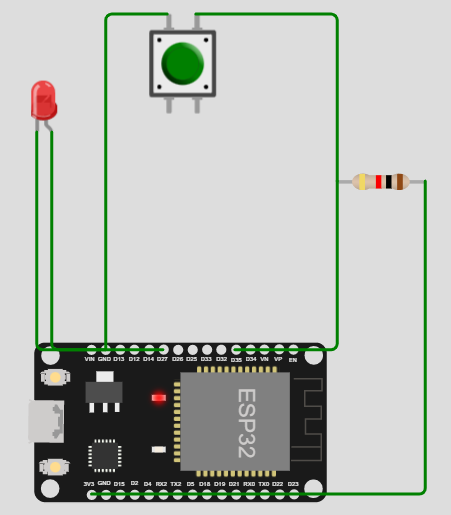 VIN GND D13 D12 D14 D27 D26 D25 D33 D32 D35 D34 VN VP EN
ESP32
3V3 GND D15 D2 D4 RX2 TX2 D5 D18 D19 D21 RX0 TX0 D22 D23